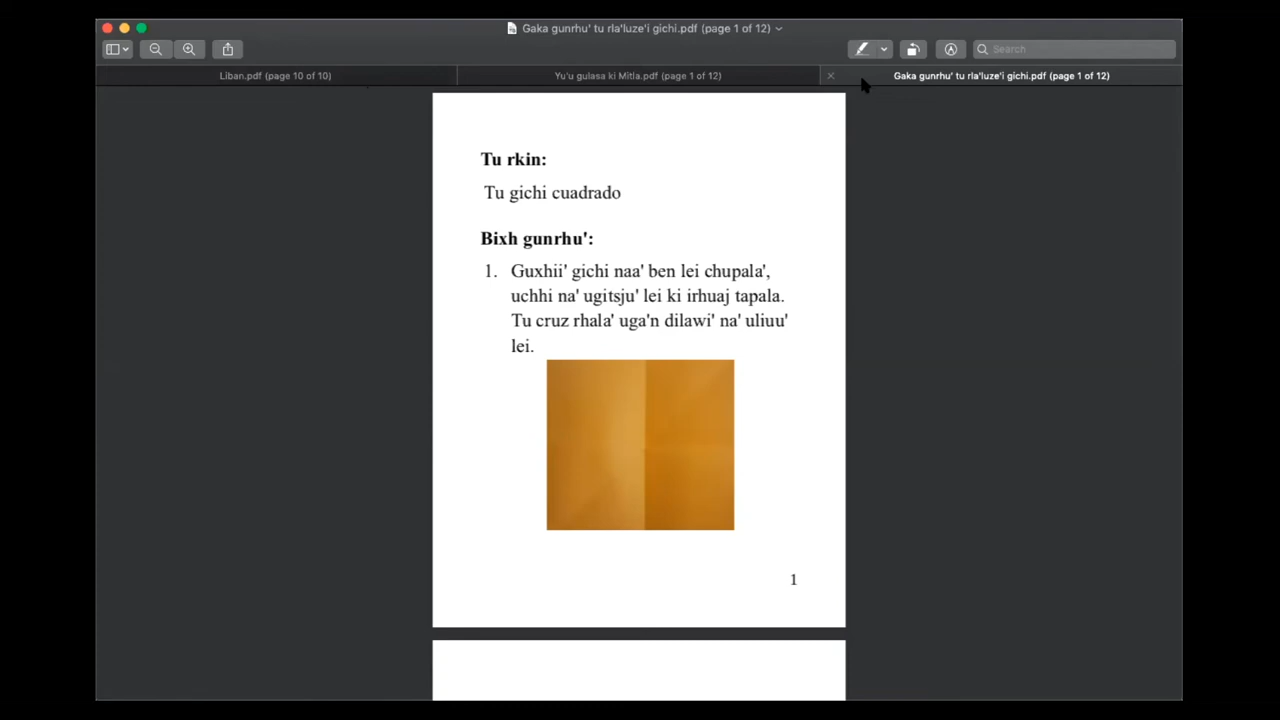 Gaka gunrhu' tu rla'luze'i gichi.pdf (page 1 of 12)
Search
Liban.pdf (page 10 of 10)
Yu'u gulasa ki Mitla.pdf (page 1 of 12)
Gaka gunrhu' tu rla'luze'i gichi.pdf (page 1 of 12)
Tu rkin:
Tu gichi cuadrado
Bixh gunrhu':
1. Guxhii' gichi naa' ben lei chupala',
uchhi na' ugitsju' lei ki irhuaj tapala.
Tu cruz rhala' uga'n dilawi' na' uliuu'
lei.
1